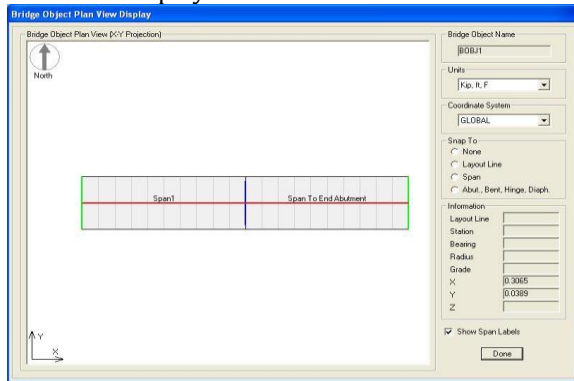 Bridge Object Plan View Display
Bridge Object Plan View (X-Y Projection)
North
Span1
Span To End Abutment
Y
X
Bridge Object Name
BOBJ1
Units
Kip, ft, F
Coordinate System
GLOBAL
Snap To
None
Layout Line
Span
Abut., Bent, Hinge, Diaph.
Information
Layout Line
Station
Bearing
Radius
Grade
X 0.3065
Y 0.0389
Z
Show Span Labels
Done